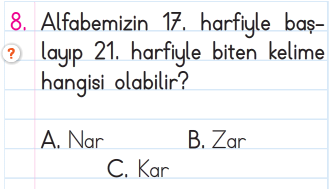 8. Alfabemizin 17. harfiyle baş-
? layıp 21. harfiyle biten kelime
hangisi olabilir?
A. Nar B. Zar
C. Kar